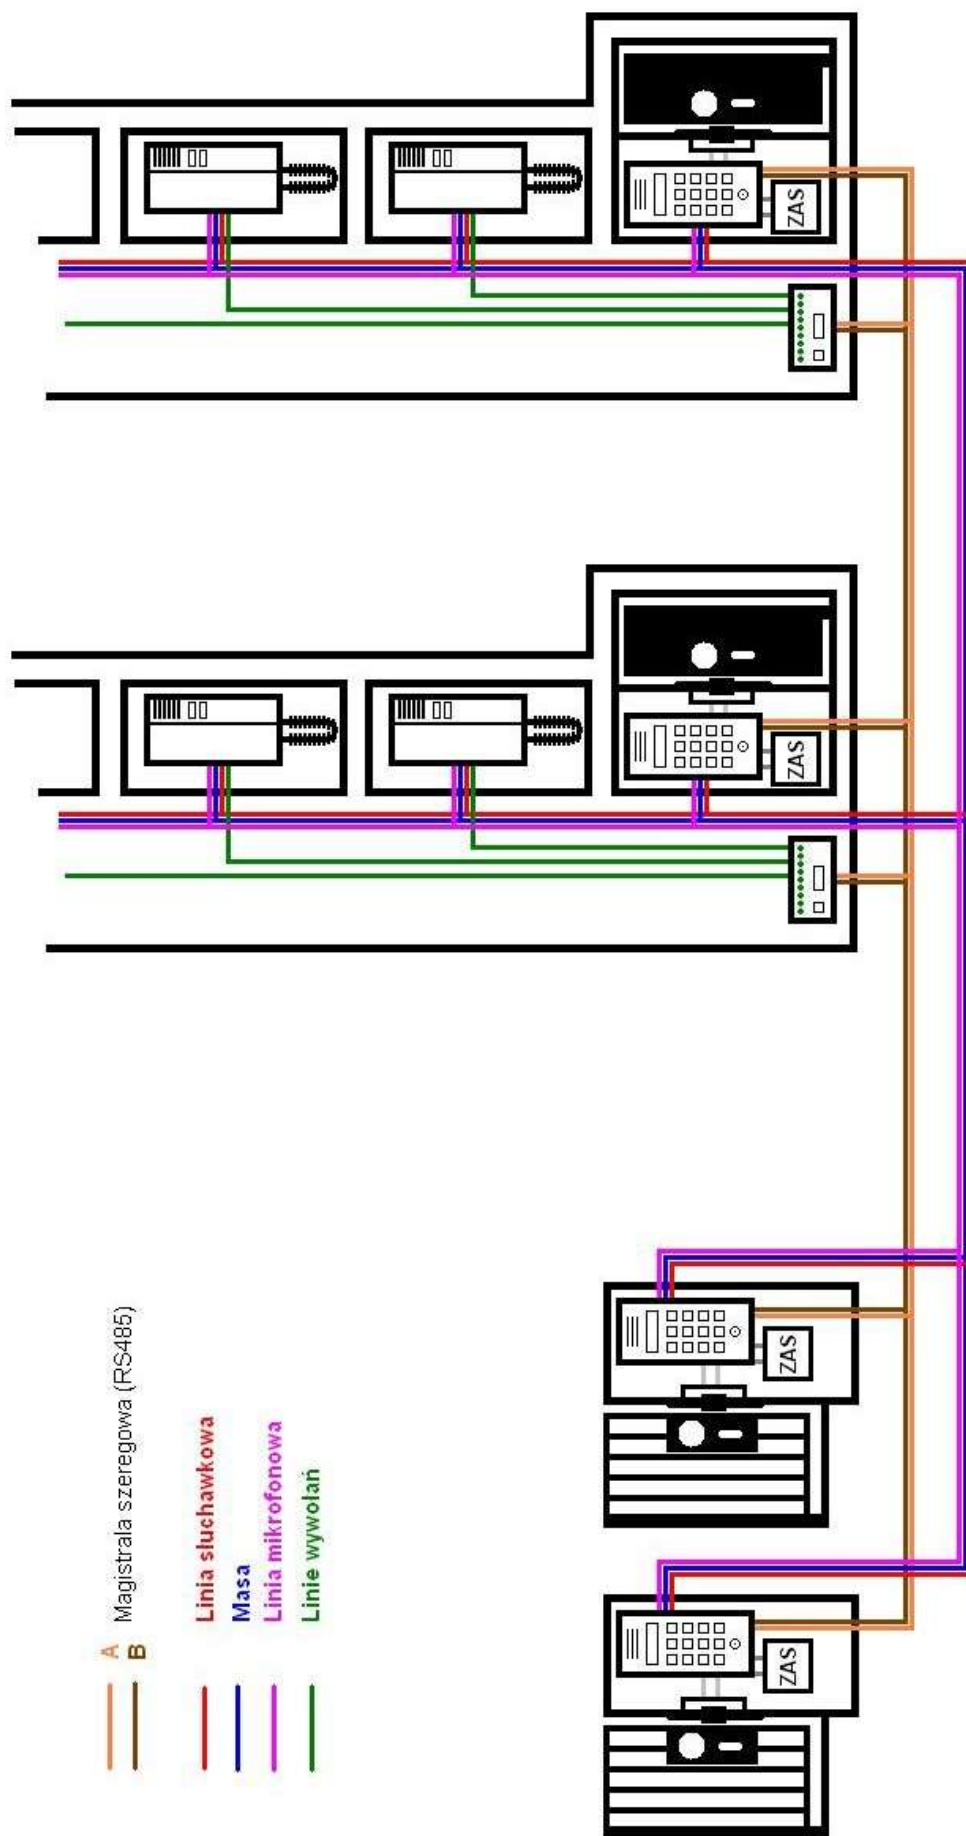 A
B Magistrala szeregowa (RS485)
Linia słuchawkowa
Masa
Linia mikrofonowa
Linie wywołań
ZAS
ZAS
ZAS
ZAS